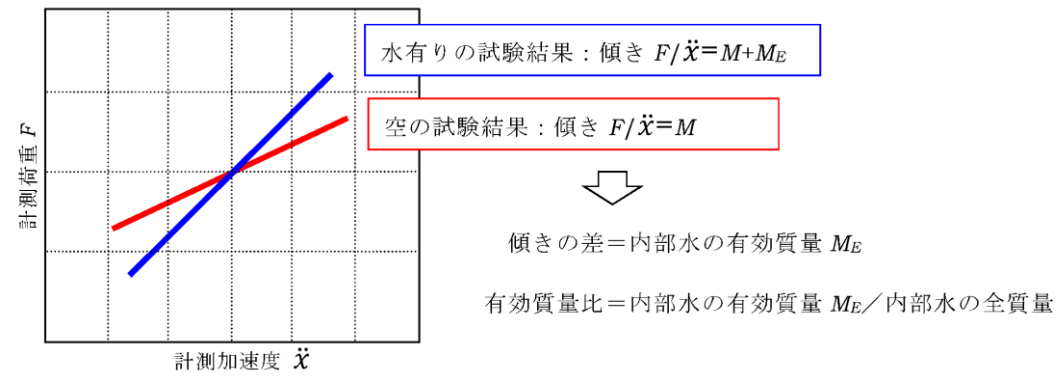 水有りの試験結果：傾き F/ẍ=M+M_E
空の試験結果：傾き F/ẍ=M
傾きの差＝内部水の有効質量 M_E
有効質量比＝内部水の有効質量 M_E／内部水の全質量
計測荷重 F
計測加速度 ẍ